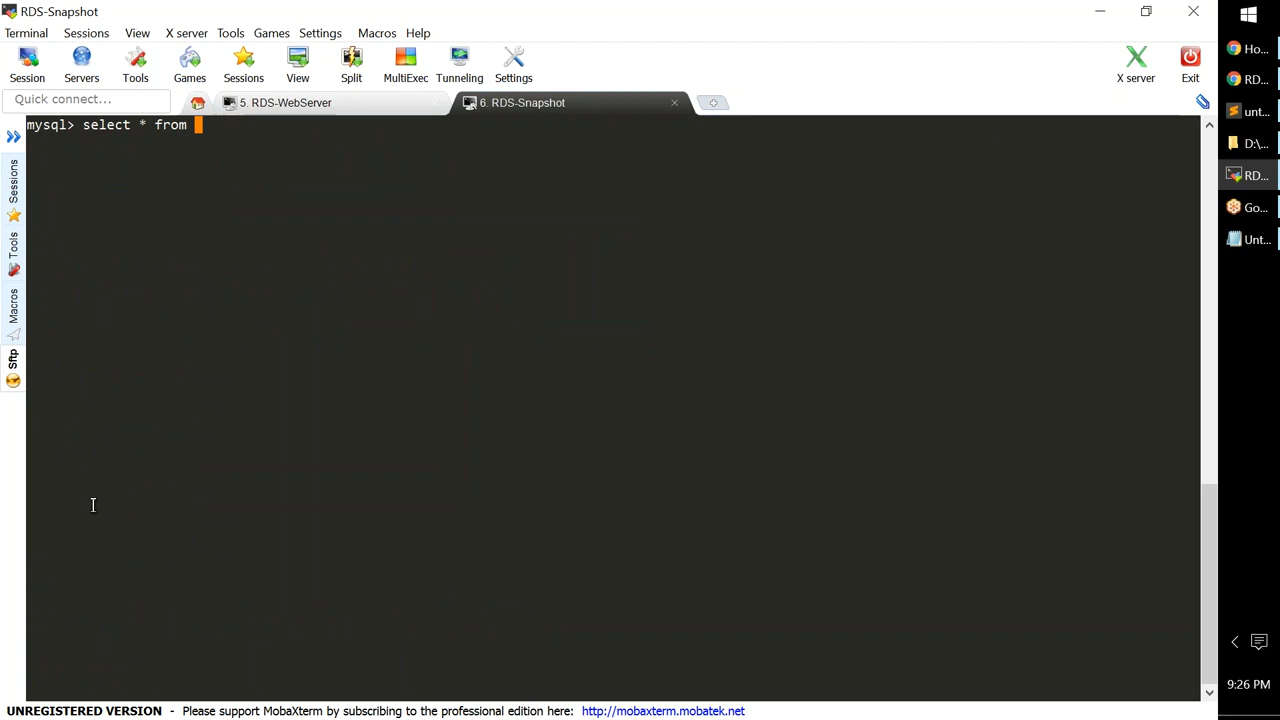 RDS-Snapshot
Terminal Sessions View X server Tools Games Settings Macros Help
Session Servers Tools Games Sessions View Split MultiExec Tunneling Settings X server Exit
Quick connect... 5. RDS-WebServer 6. RDS-Snapshot
mysql> select * from
Sessions
Tools
Macros
Sftp
Ho...
RD...
unt...
D:\...
RD...
Go...
Unt...
9:26 PM
UNREGISTERED VERSION - Please support MobaXterm by subscribing to the professional edition here: http://mobaxterm.mobatek.net